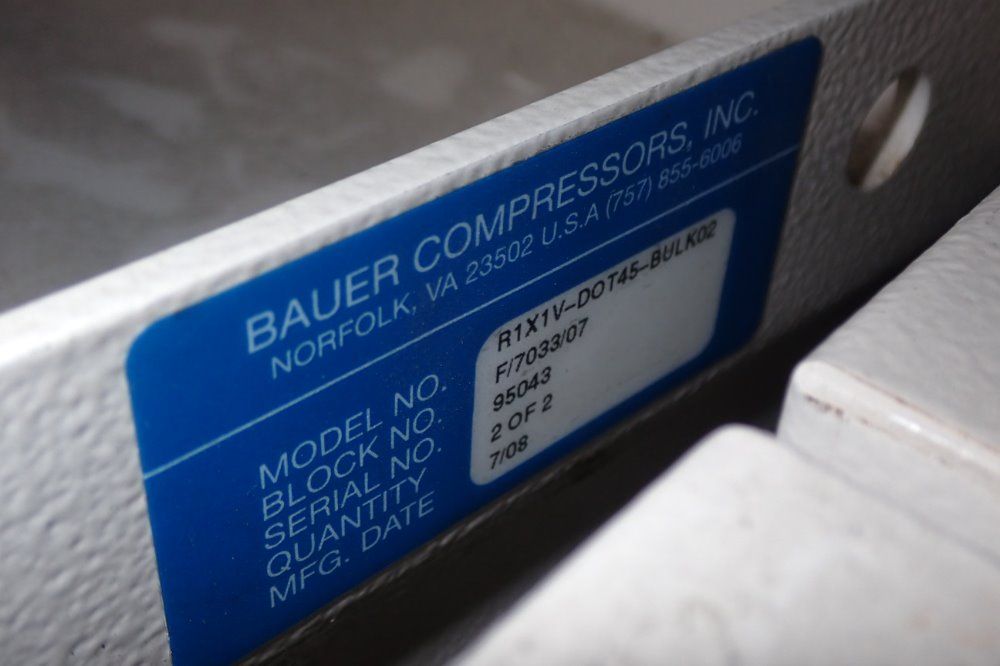 BAUER COMPRESSORS, INC.
NORFOLK, VA 23502 U.S.A (757) 855-6006
MODEL NO. R1X1V-DOT45-BULK02
BLOCK NO. F/7033/07
SERIAL NO. 95043
QUANTITY 2 OF 2
MFG. DATE 7/08